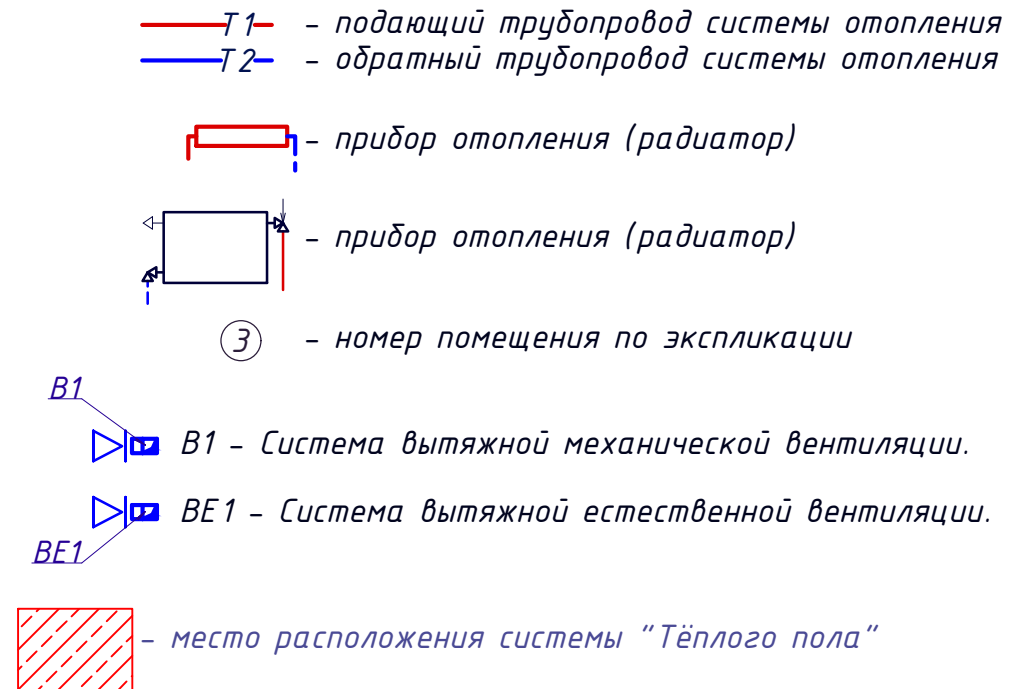 Т1 – подающий трубопровод системы отопления
Т2 – обратный трубопровод системы отопления
– прибор отопления (радиатор)
– прибор отопления (радиатор)
3 – номер помещения по экспликации
В1
В1 – Система вытяжной механической вентиляции.
ВЕ1 – Система вытяжной естественной вентиляции.
ВЕ1
– место расположения системы "Тёплого пола"